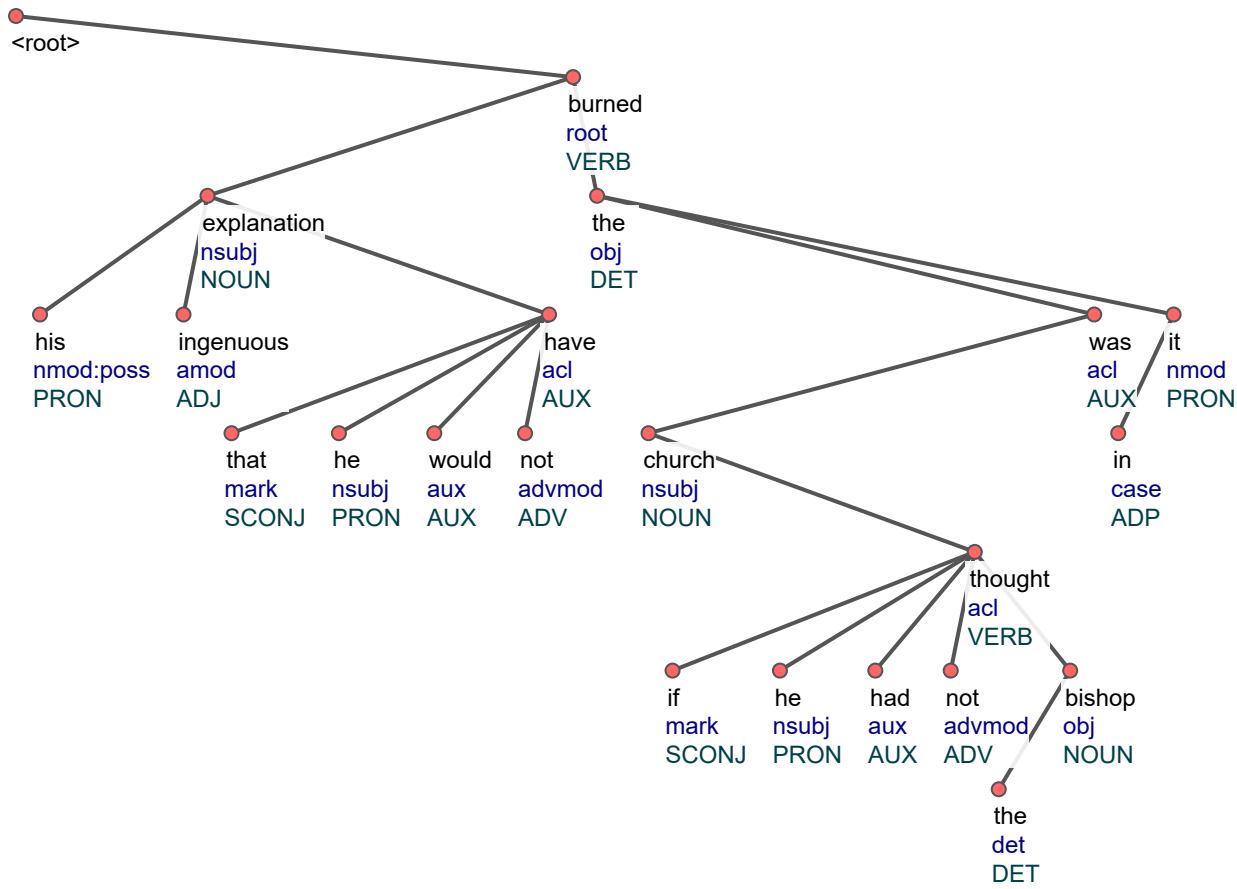 <root>
burned
root
VERB
explanation
nsubj
NOUN
the
obj
DET
his
nmod:poss
PRON
ingenuous
amod
ADJ
have
acl
AUX
was
acl
AUX
it
nmod
PRON
that
mark
SCONJ
he
nsubj
PRON
would
aux
AUX
not
advmod
ADV
church
nsubj
NOUN
in
case
ADP
thought
acl
VERB
if
mark
SCONJ
he
nsubj
PRON
had
aux
AUX
not
advmod
ADV
bishop
obj
NOUN
the
det
DET